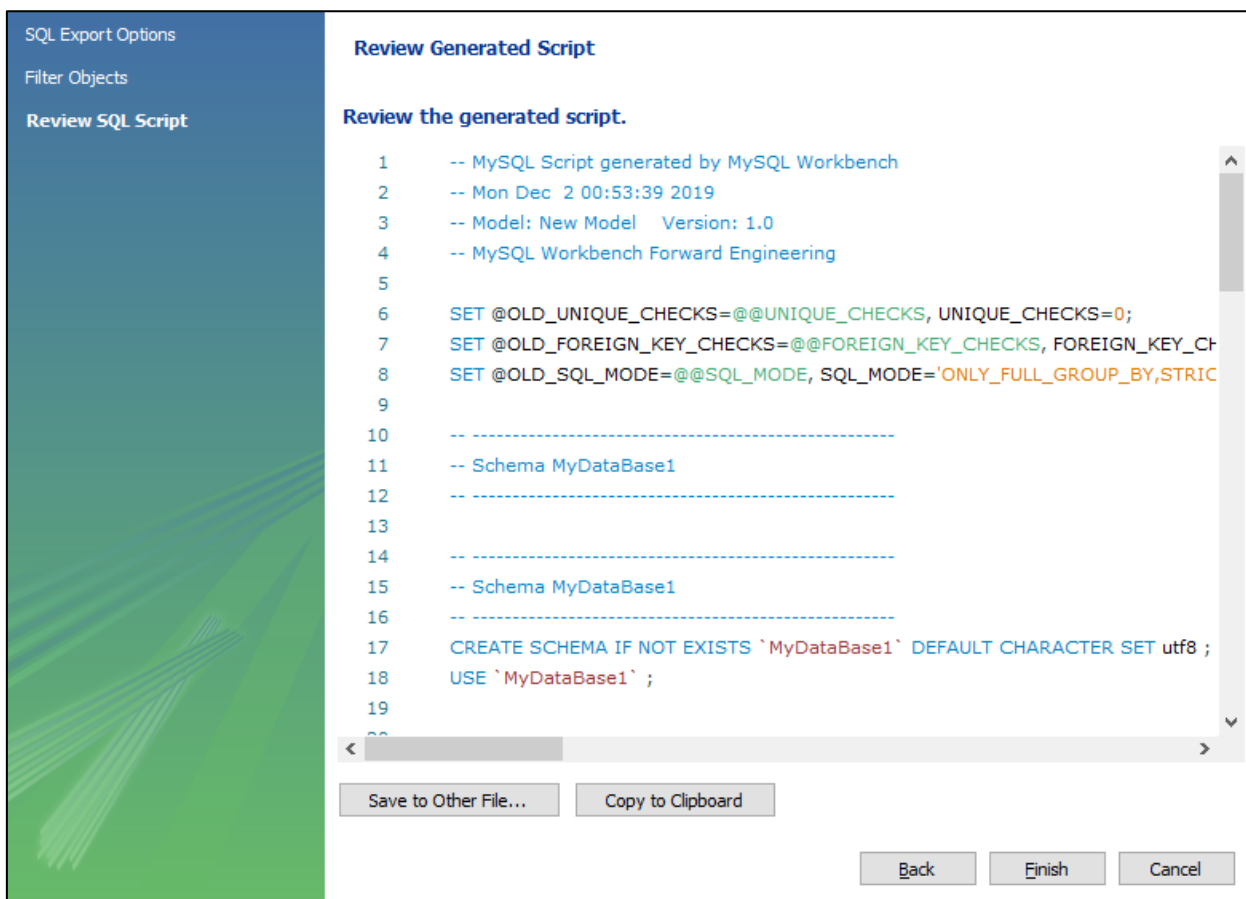 SQL Export Options
Filter Objects
Review SQL Script
Review Generated Script
Review the generated script.
1 -- MySQL Script generated by MySQL Workbench
2 -- Mon Dec  2 00:53:39 2019
3 -- Model: New Model    Version: 1.0
4 -- MySQL Workbench Forward Engineering
5
6 SET @OLD_UNIQUE_CHECKS=@@UNIQUE_CHECKS, UNIQUE_CHECKS=0;
7 SET @OLD_FOREIGN_KEY_CHECKS=@@FOREIGN_KEY_CHECKS, FOREIGN_KEY_CH
8 SET @OLD_SQL_MODE=@@SQL_MODE, SQL_MODE='ONLY_FULL_GROUP_BY,STRIC
9
10 -- -----------------------------------------------------
11 -- Schema MyDataBase1
12 -- -----------------------------------------------------
13
14 -- -----------------------------------------------------
15 -- Schema MyDataBase1
16 -- -----------------------------------------------------
17 CREATE SCHEMA IF NOT EXISTS `MyDataBase1` DEFAULT CHARACTER SET utf8 ;
18 USE `MyDataBase1` ;
19
Save to Other File...
Copy to Clipboard
Back
Finish
Cancel